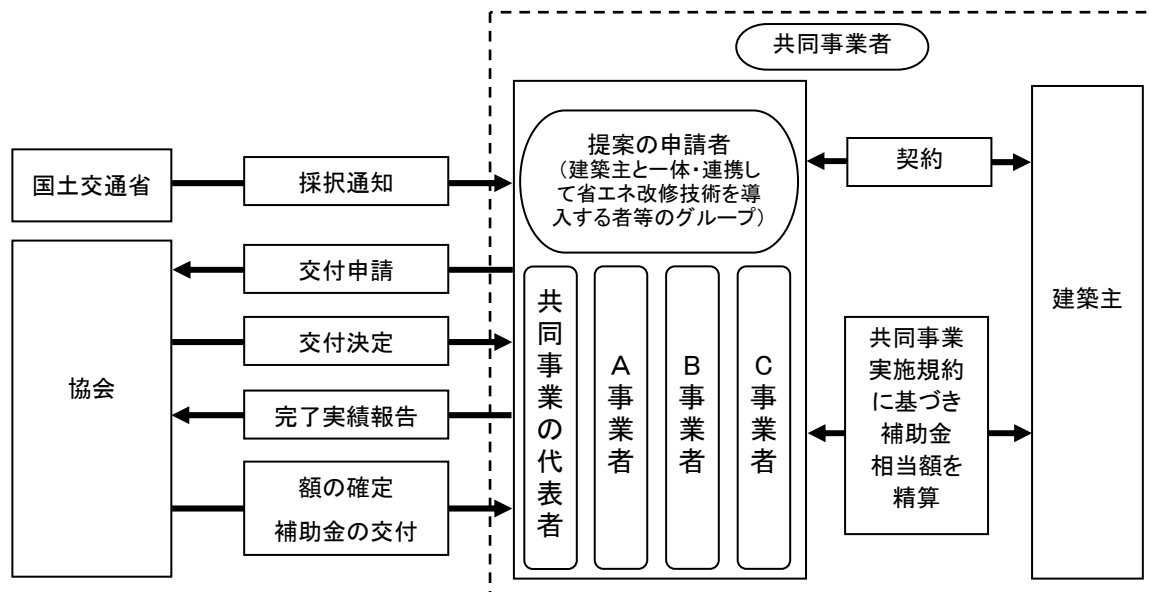 共同事業者
国土交通省
採択通知
提案の申請者
（建築主と一体・連携し
て省エネ改修技術を導
入する者等のグループ）
契約
協会
交付申請
交付決定
完了実績報告
額の確定
補助金の交付
共同事業の代表者
A事業者
B事業者
C事業者
共同事業
実施規約
に基づき
補助金
相当額を
精算
建築主